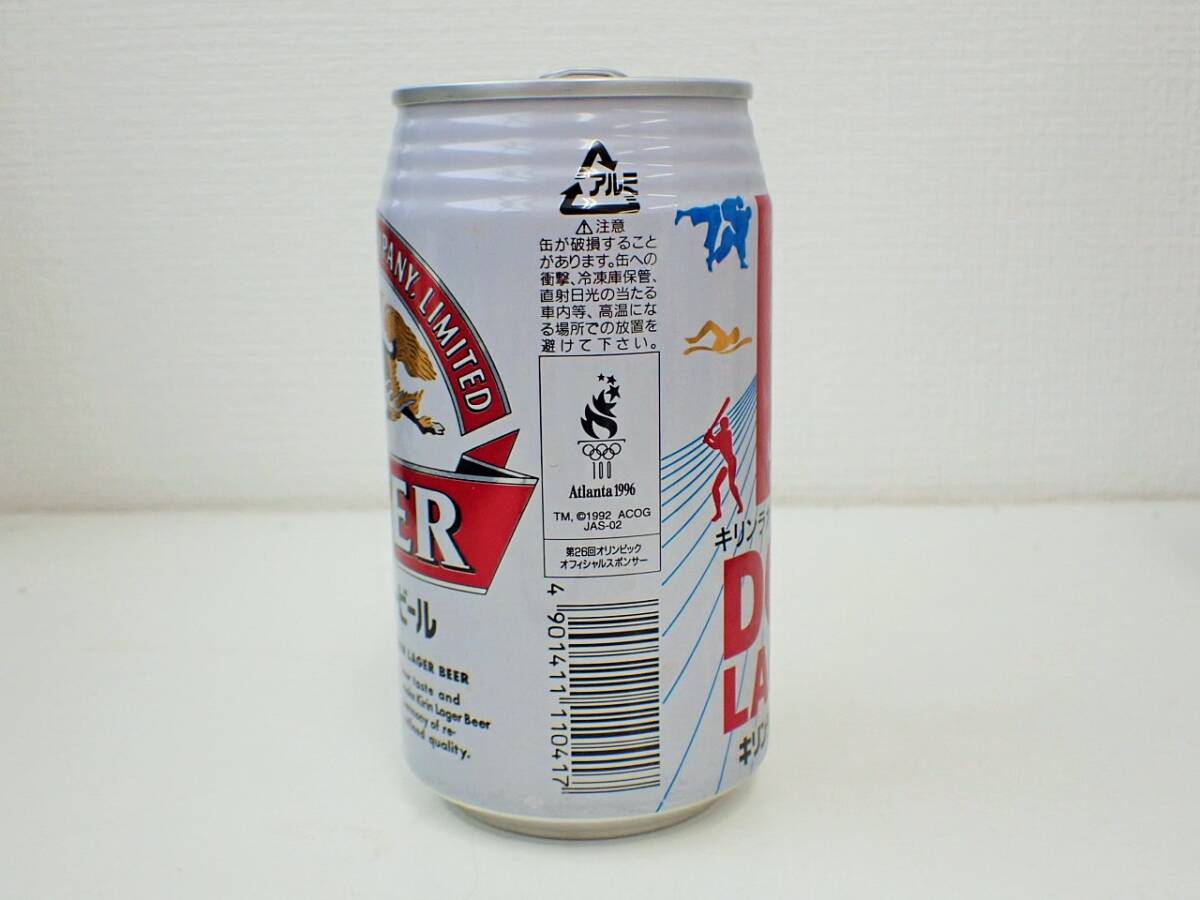 PANY, LIMITED
ER
ビール
LAGER BEER
taste and
Kirin Lager Beer
of re-
quality.
アルミ
⚠注意
缶が破損すること
があります。缶への
衝撃、冷凍庫保管、
直射日光の当たる
車内等、高温にな
る場所での放置を
避けて下さい。
100
Atlanta 1996
TM, ©1992 ACOG
JAS-02
第26回オリンピック
オフィシャルスポンサー
4 901411 110417
キリンラ
D
LA
キリン